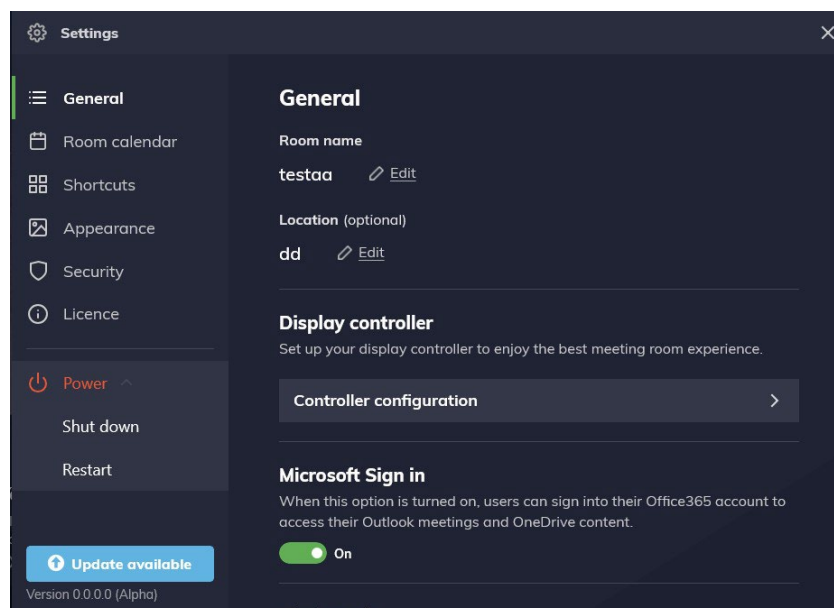 Settings
General
Room calendar
Shortcuts
Appearance
Security
Licence
Power
Shut down
Restart
Update available
Version 0.0.0.0 (Alpha)
General
Room name
testaa Edit
Location (optional)
dd Edit
Display controller
Set up your display controller to enjoy the best meeting room experience.
Controller configuration
Microsoft Sign in
When this option is turned on, users can sign into their Office365 account to
access their Outlook meetings and OneDrive content.
On